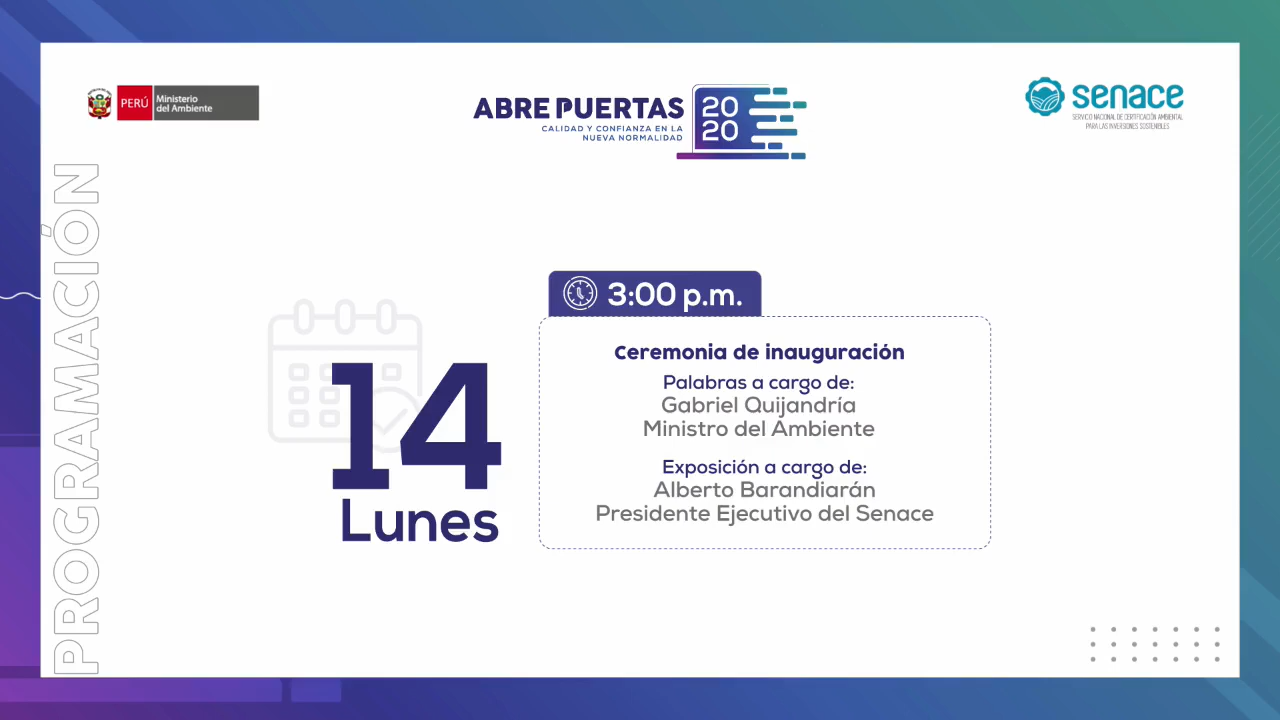 PERÚ
Ministerio
del Ambiente
ABRE PUERTAS
CALIDAD Y CONFIANZA EN LA
NUEVA NORMALIDAD
20
20
senace
SERVICIO NACIONAL DE CERTIFICACIÓN AMBIENTAL
PARA LAS INVERSIONES SOSTENIBLES
PROGRAMACIÓN
14
Lunes
3:00 p.m.
Ceremonia de inauguración
Palabras a cargo de:
Gabriel Quijandría
Ministro del Ambiente
Exposición a cargo de:
Alberto Barandiarán
Presidente Ejecutivo del Senace